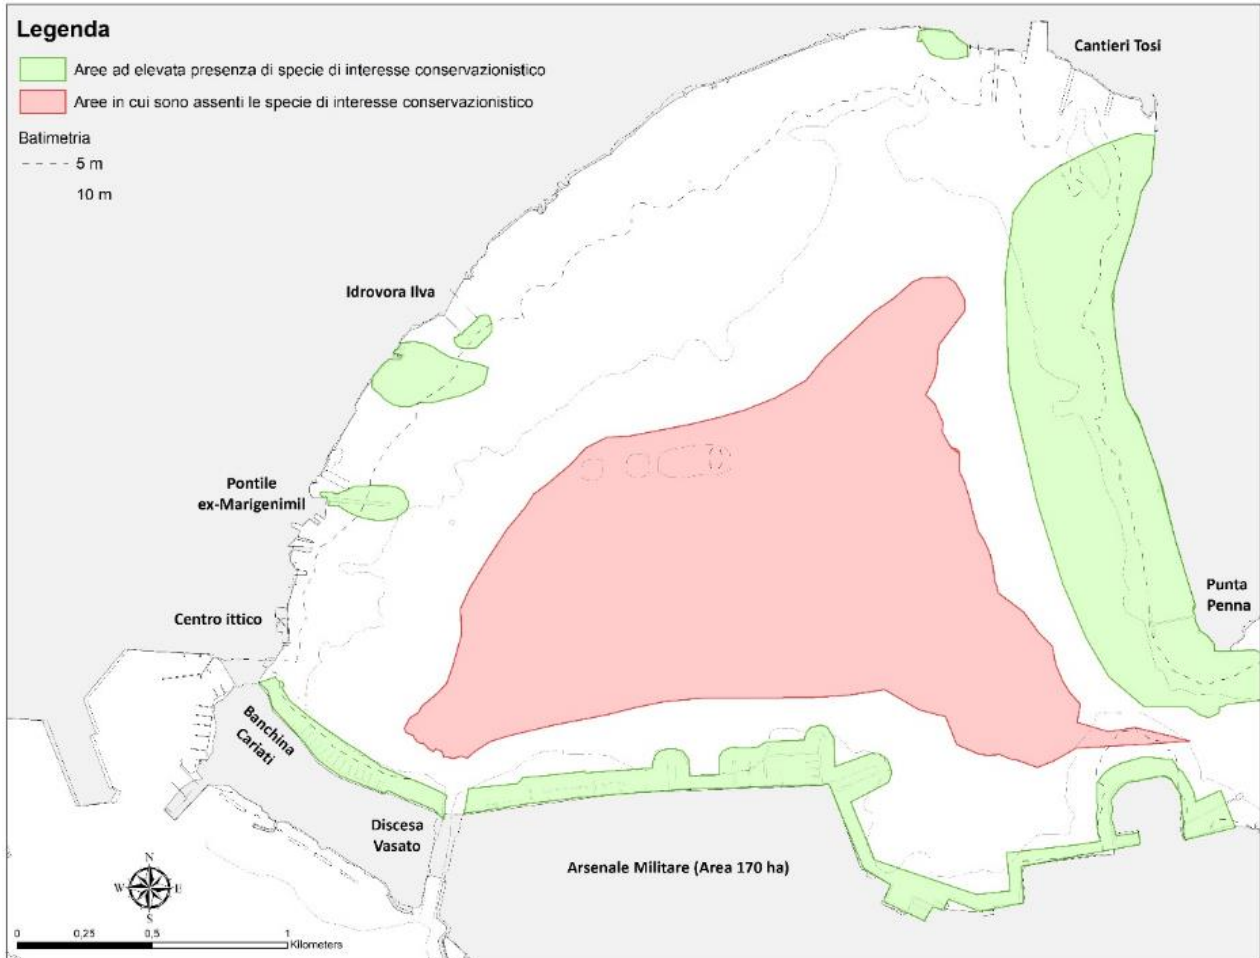 Legenda
Aree ad elevata presenza di specie di interesse conservazionistico
Aree in cui sono assenti le specie di interesse conservazionistico
Batimetria
5 m
10 m
Cantieri Tosi
Idrovora Ilva
Pontile
ex-Marigenimil
Centro ittico
Punta
Penna
Banchina
Cariati
Discesa
Vasato
Arsenale Militare (Area 170 ha)
N
W E
S
0 0,25 0,5 1
Kilometers